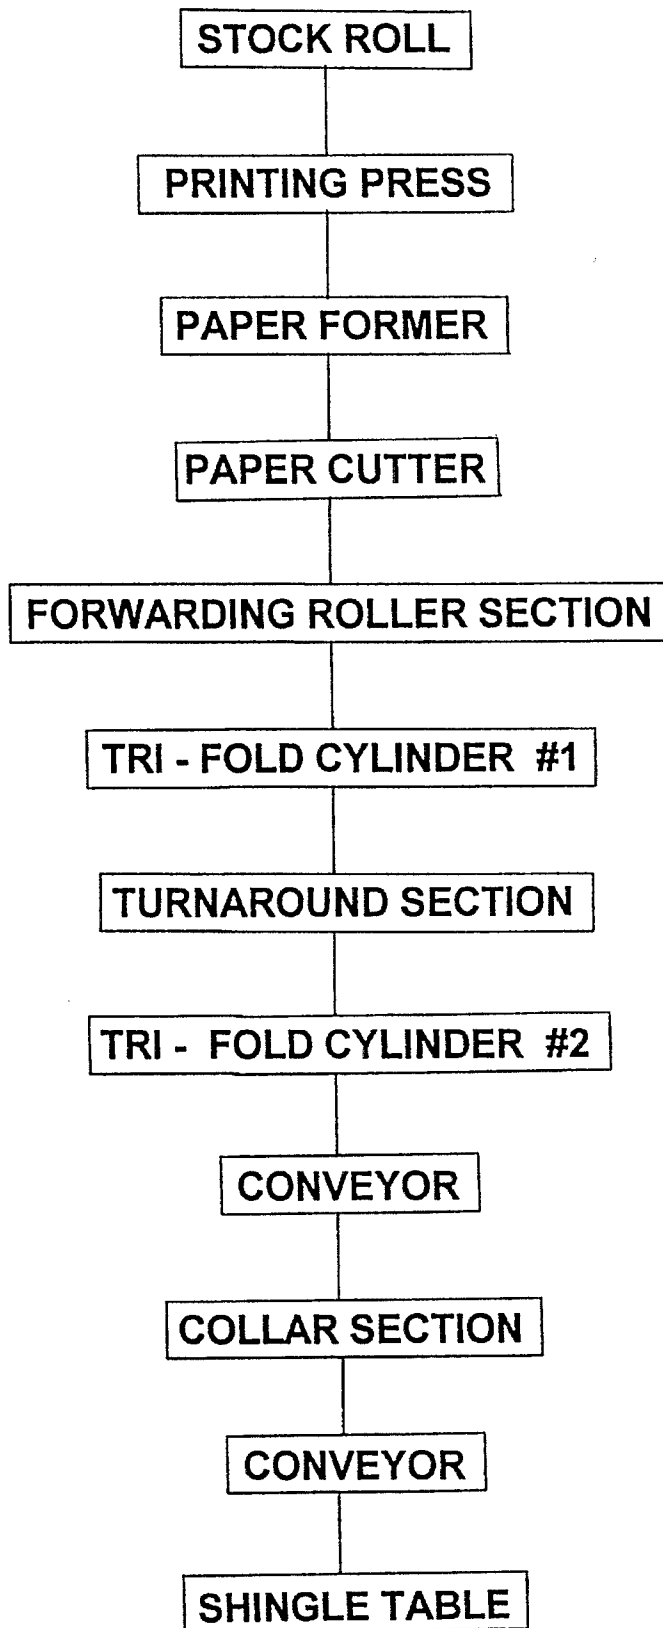 STOCK ROLL
PRINTING PRESS
PAPER FORMER
PAPER CUTTER
FORWARDING ROLLER SECTION
TRI - FOLD CYLINDER #1
TURNAROUND SECTION
TRI - FOLD CYLINDER #2
CONVEYOR
COLLAR SECTION
CONVEYOR
SHINGLE TABLE